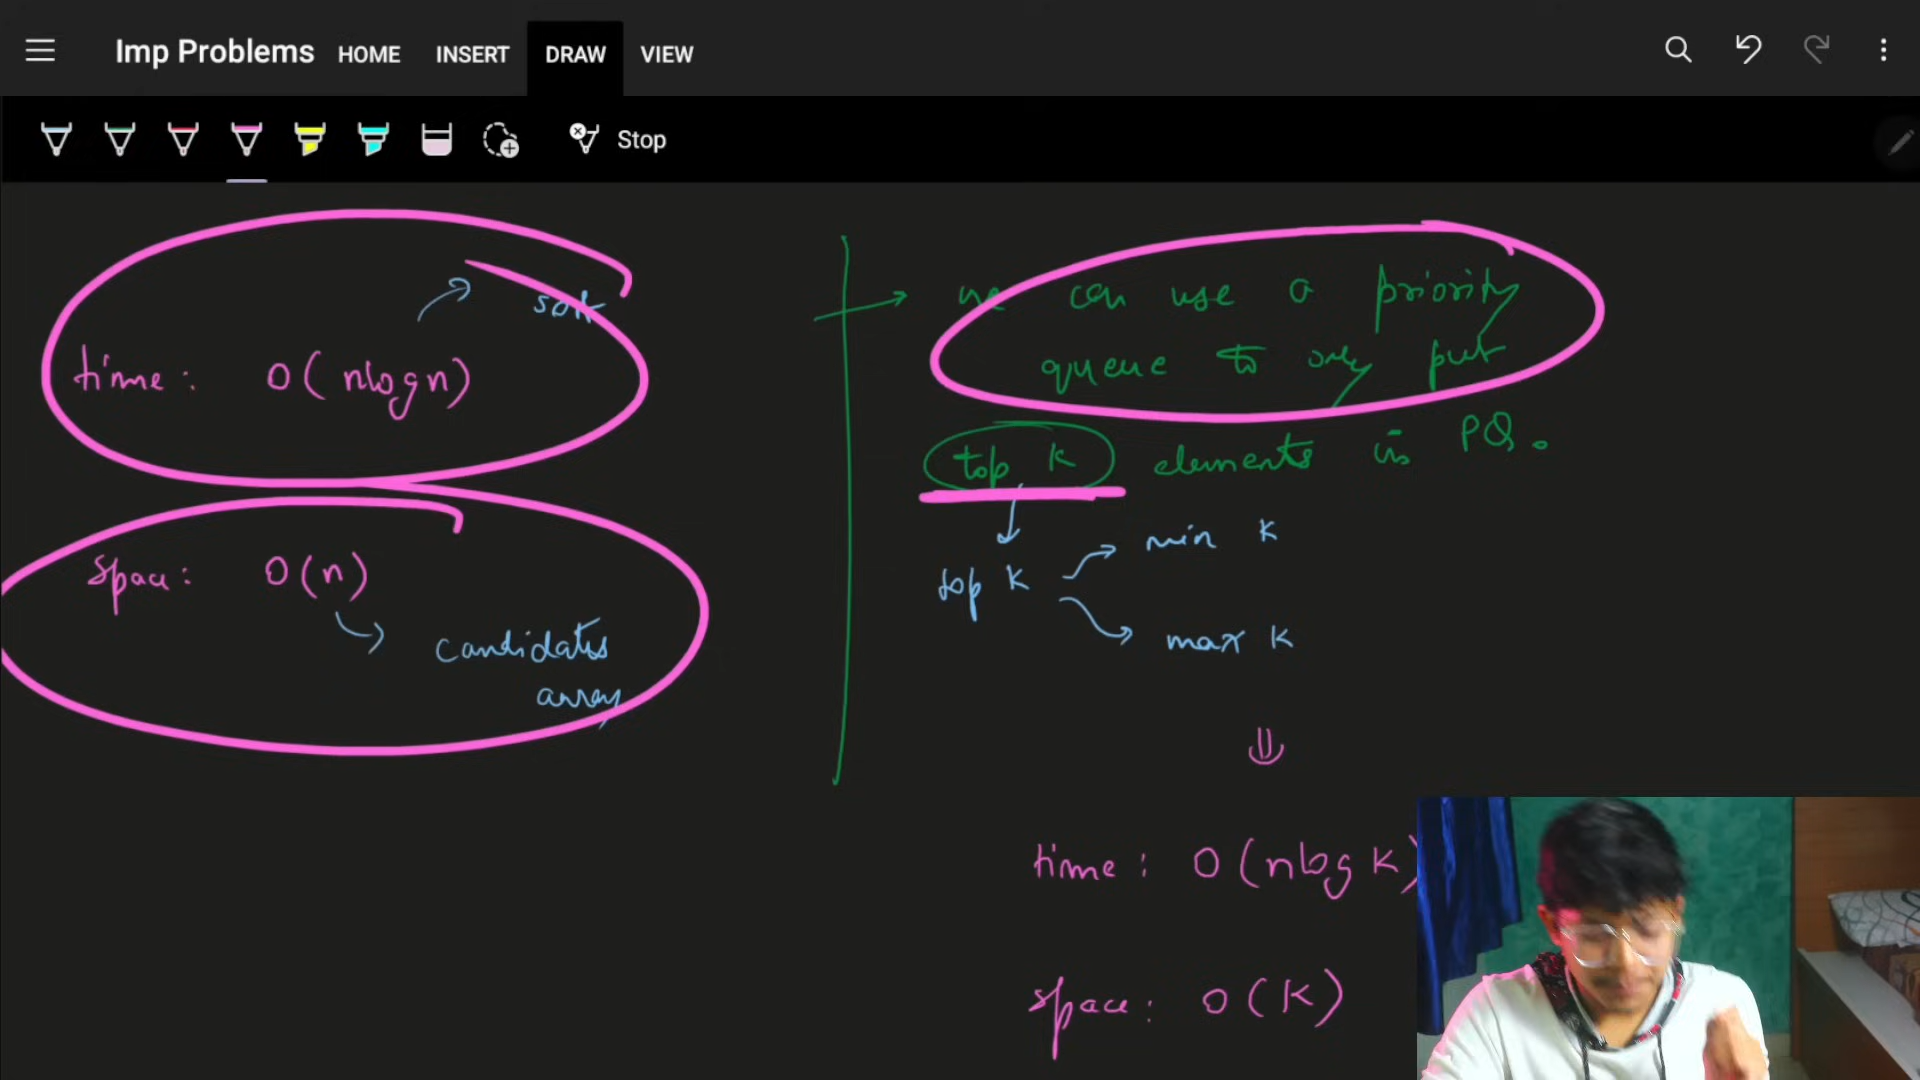 Imp Problems HOME INSERT DRAW VIEW
Stop
sort
time: O(nlogn)
space: O(n)
candidates
array
we can use a priority
queue to only put
top k elements in PQ.
min k
top k
max k
time: O(nlog k)
space: O(k)